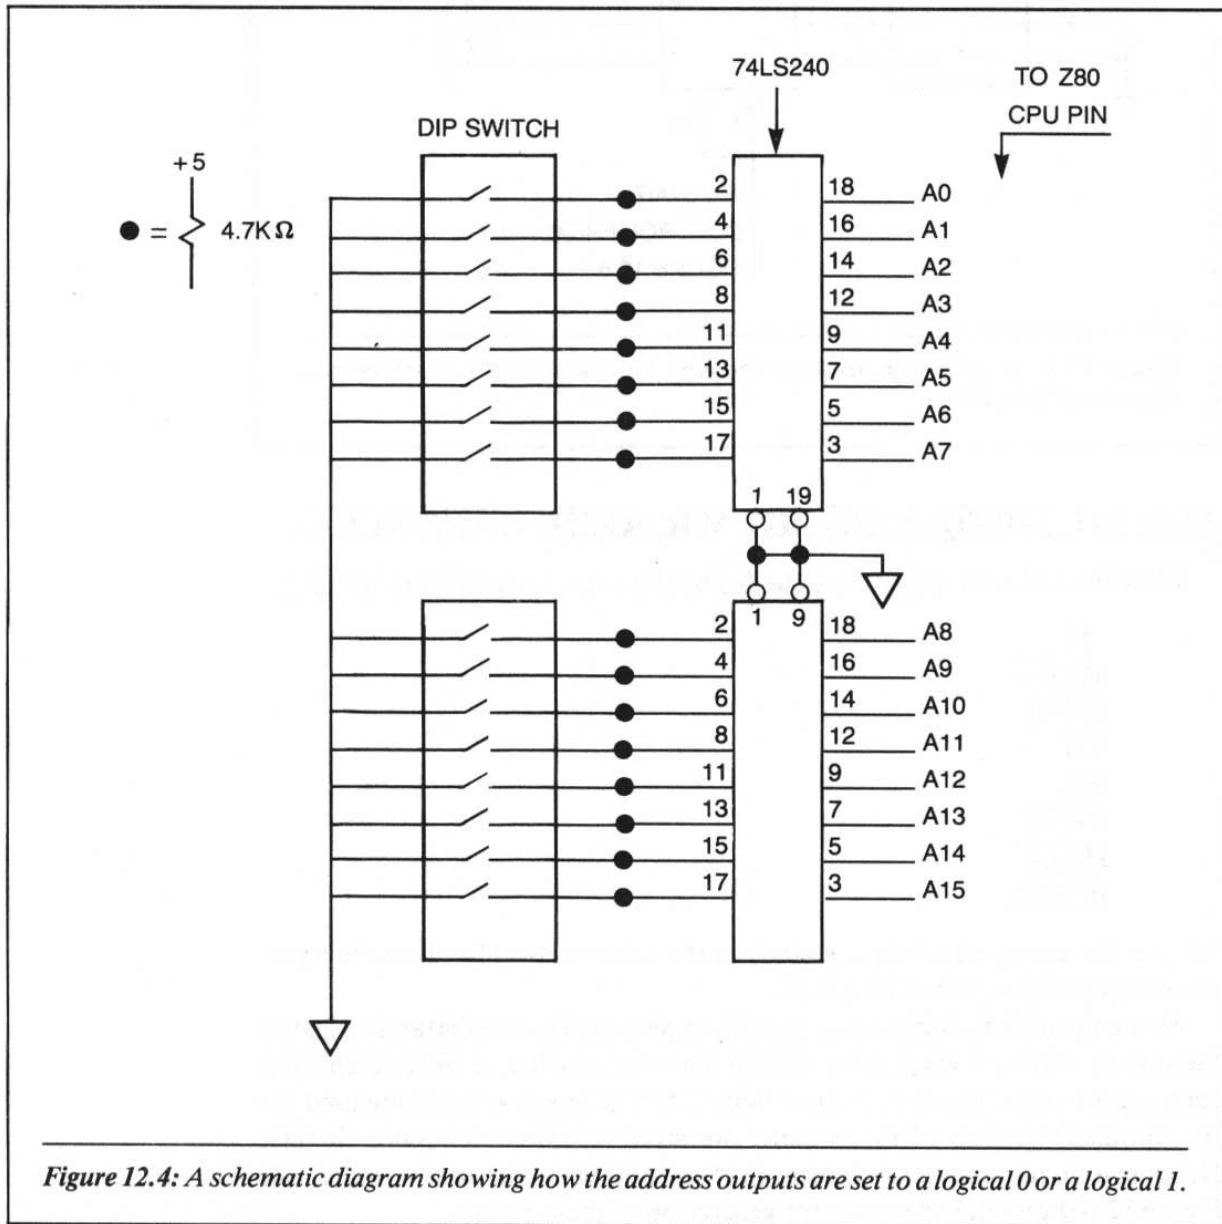 74LS240
TO Z80
CPU PIN
DIP SWITCH
+5
4.7KΩ
=
2 18 A0
4 16 A1
6 14 A2
8 12 A3
11 9 A4
13 7 A5
15 5 A6
17 3 A7
1 19
1 9
2 18 A8
4 16 A9
6 14 A10
8 12 A11
11 9 A12
13 7 A13
15 5 A14
17 3 A15
Figure 12.4: A schematic diagram showing how the address outputs are set to a logical 0 or a logical 1.